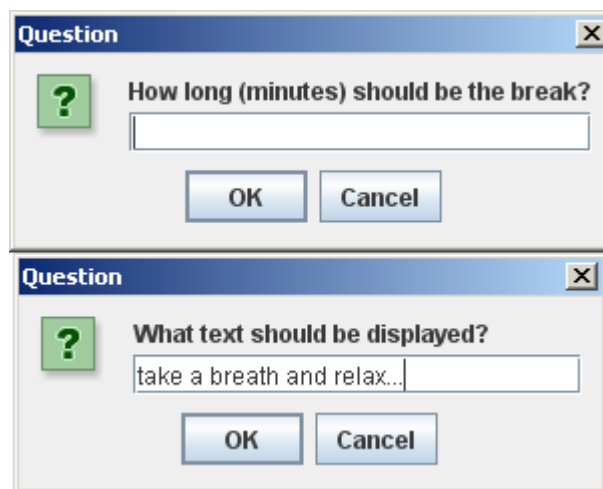 Question
How long (minutes) should be the break?
OK Cancel
Question
What text should be displayed?
take a breath and relax...
OK Cancel